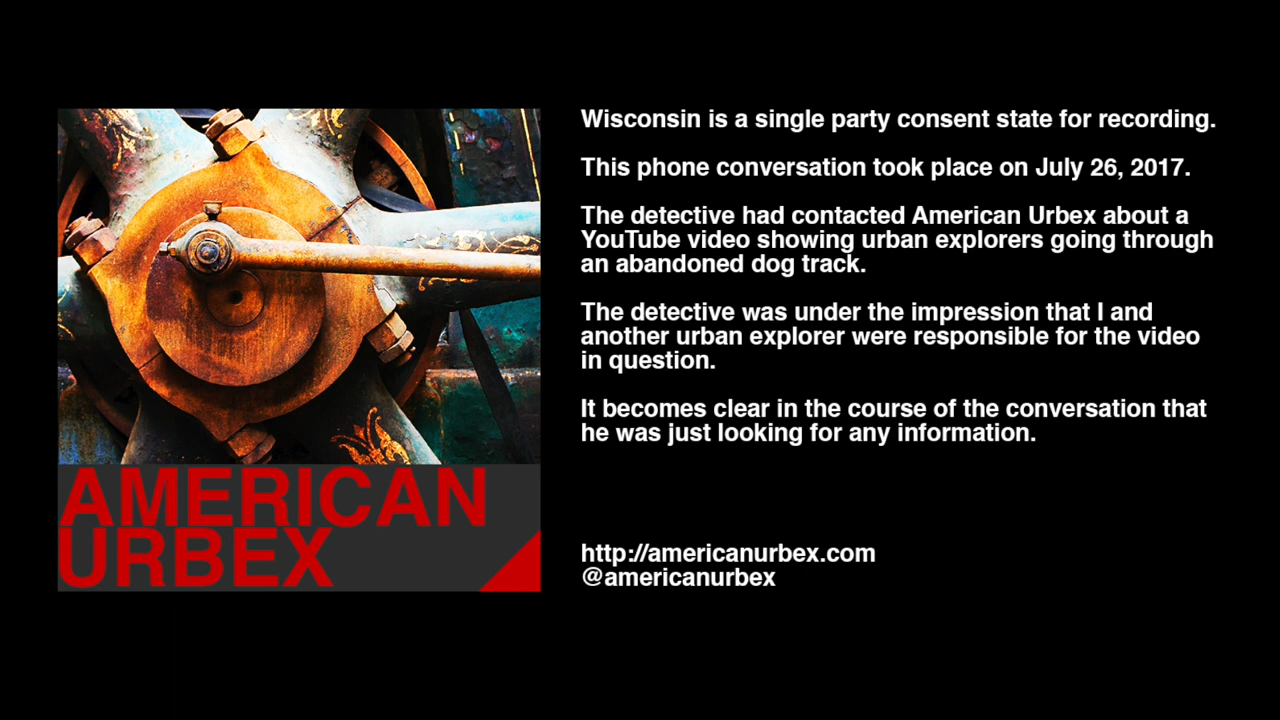 Wisconsin is a single party consent state for recording.
This phone conversation took place on July 26, 2017.
The detective had contacted American Urbex about a
YouTube video showing urban explorers going through
an abandoned dog track.
The detective was under the impression that I and
another urban explorer were responsible for the video
in question.
It becomes clear in the course of the conversation that
he was just looking for any information.
AMERICAN
URBEX
http://americanurbex.com
@americanurbex